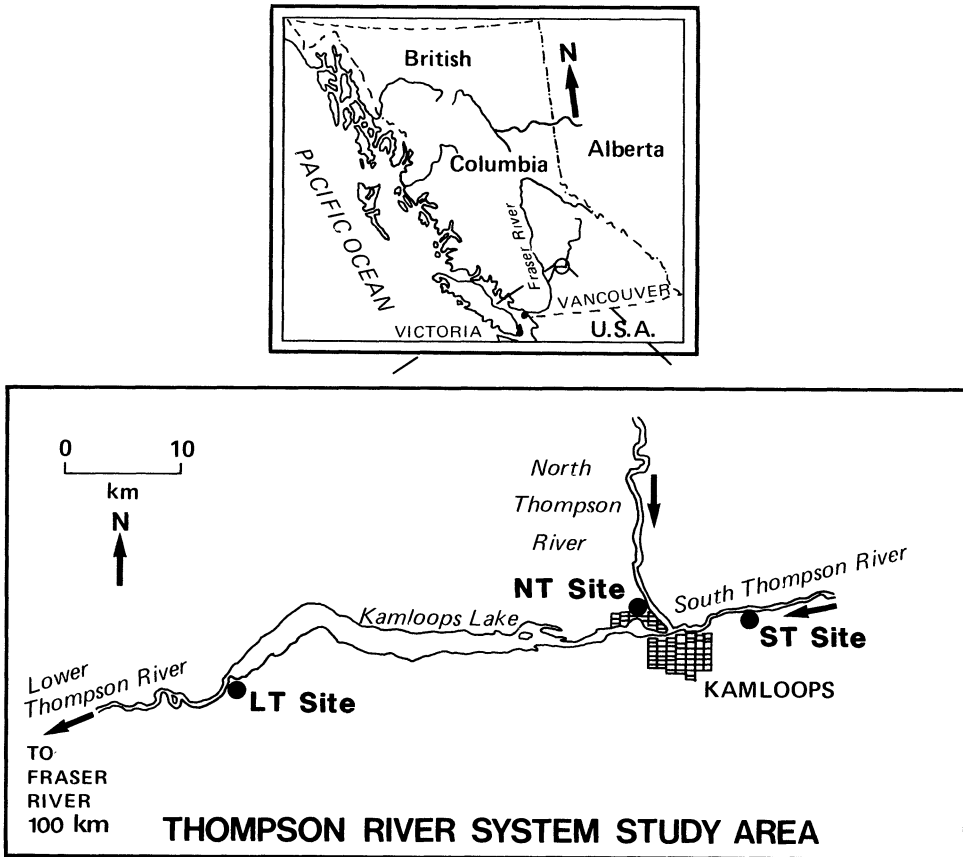 British
N
Columbia
Alberta
PACIFIC OCEAN
Fraser River
VANCOUVER
VICTORIA
U.S.A.
0 10
km
N
North
Thompson
River
NT Site
South Thompson River
Kamloops Lake
ST Site
Lower
Thompson River
LT Site
KAMLOOPS
TO
FRASER
RIVER
100 km
THOMPSON RIVER SYSTEM STUDY AREA